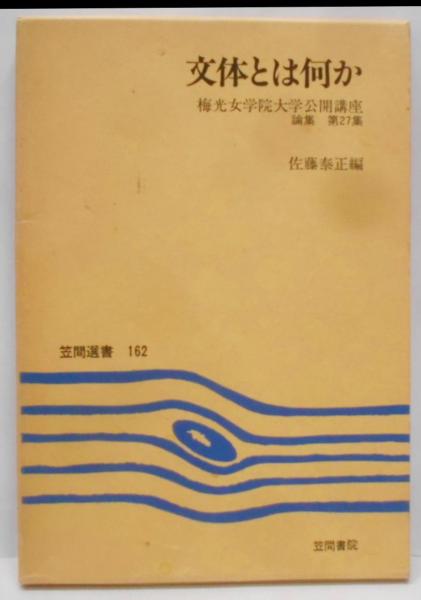 文体とは何か
梅光女学院大学公開講座
論集　第27集
佐藤泰正編
笠間選書　162
笠間書院